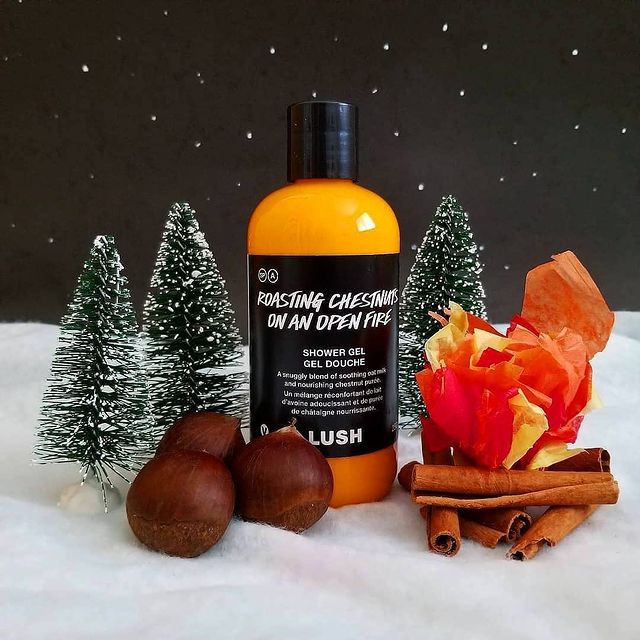 ROASTING CHESTNUTS
ON AN OPEN FIRE
SHOWER GEL
GEL DOUCHE
A snuggly blend of soothing oat milk
and nourishing chestnut purée.
Un mélange réconfortant de lait
d'avoine adoucissant et de purée
de châtaigne nourrissante.
LUSH